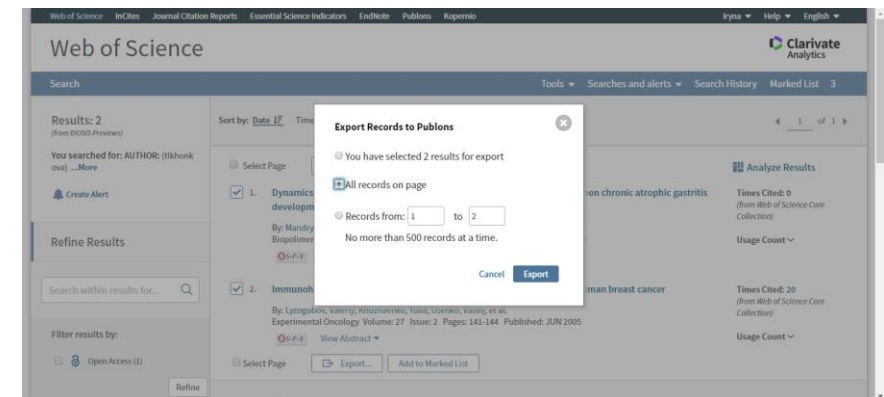 Web of Science InCites Journal Citation Reports Essential Science Indicators EndNote Publons Kopernio Iryna Help English
Web of Science
Clarivate
Analytics
Search Tools Searches and alerts Search History Marked List 3
Results: 2
(from BIOSIS Previews)
You searched for: AUTHOR: (tikhonk
ova) ...More
Create Alert
Refine Results
Search within results for...
Filter results by:
Open Access (1)
Refine
Sort by: Date Time
1 of 1
Select Page
Analyze Results
1. Dynamics on chronic atrophic gastritis
developm
By: Mandry
Biopolimer
S·F·X
Times Cited: 0
(from Web of Science Core
Collection)
Usage Count
Export Records to Publons
You have selected 2 results for export
All records on page
Records from: 1 to 2
No more than 500 records at a time.
Cancel Export
2. Immunoh man breast cancer
By: Lyzogubov, Valeriy; Khozhaenko, Yulia; Usenko, Vasiliy; et al.
Experimental Oncology Volume: 27 Issue: 2 Pages: 141-144 Published: JUN 2005
S·F·X View Abstract
Times Cited: 20
(from Web of Science Core
Collection)
Usage Count
Select Page Export... Add to Marked List